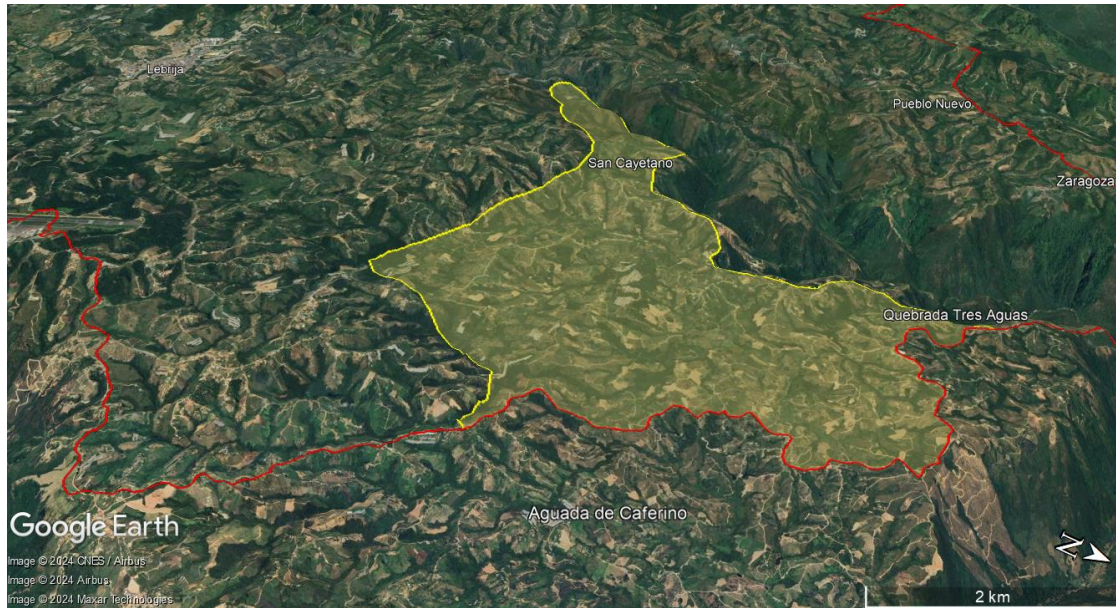 Lebrija
Pueblo Nuevo
San Cayetano
Zaragoza
Quebrada Tres Aguas
Aguada de Caferino
Google Earth
Image © 2024 CNES / Airbus
Image © 2024 Airbus
Image © 2024 Maxar Technologies
N
2 km